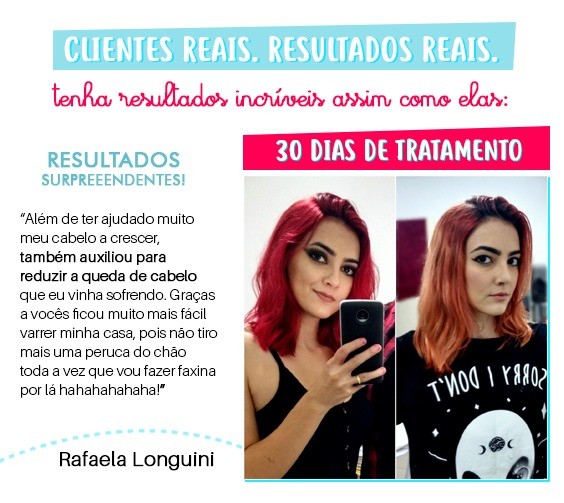 CLIENTES REAIS. RESULTADOS REAIS.
tenha resultados incríveis assim como elas:
RESULTADOS
SURPREEENDENTES!
30 DIAS DE TRATAMENTO
“Além de ter ajudado muito
meu cabelo a crescer,
também auxiliou para
reduzir a queda de cabelo
que eu vinha sofrendo. Graças
a vocês ficou muito mais fácil
varrer minha casa, pois não tiro
mais uma peruca do chão
toda a vez que vou fazer faxina
por lá hahahahahaha!”
Rafaela Longuini
SORRY I DON'T